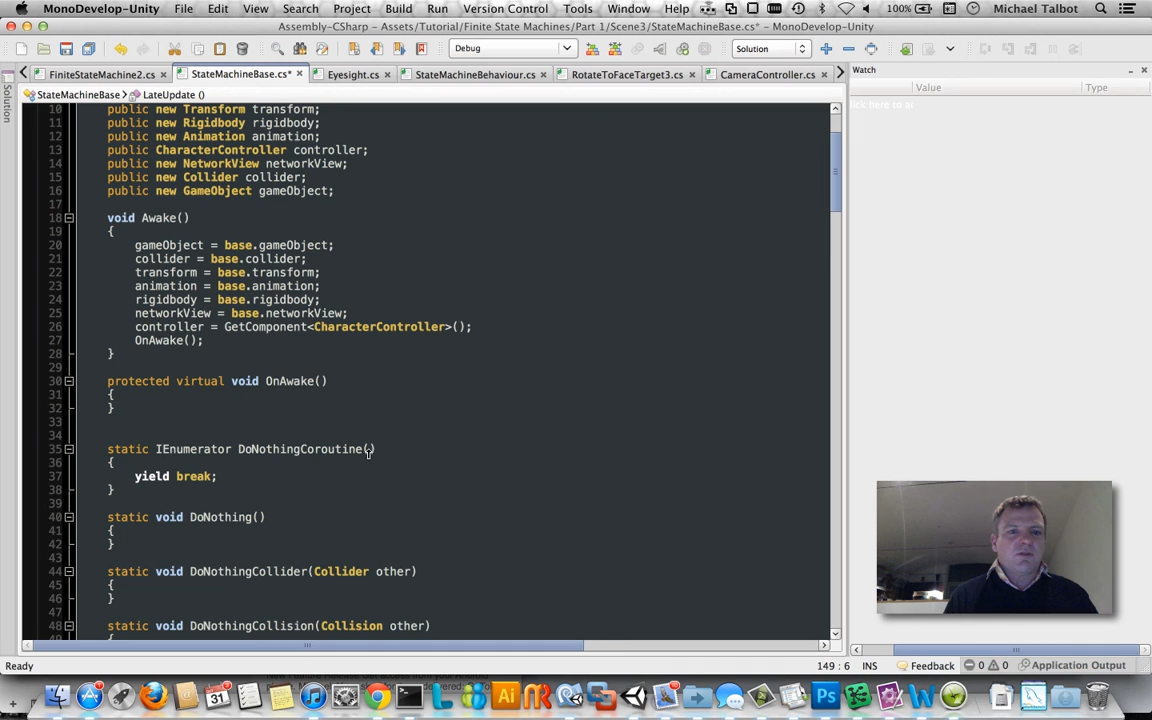 MonoDevelop-Unity File Edit View Search Project Build Run Version Control Tools Window Help 100% Michael Talbot
Assembly-CSharp – Assets/Tutorial/Finite State Machines/Part 1/Scene3/StateMachineBase.cs* – MonoDevelop-Unity
Debug Solution
FiniteStateMachine2.cs StateMachineBase.cs* Eyesight.cs StateMachineBehaviour.cs RotateToFaceTarget3.cs CameraController.cs Watch
Solution
StateMachineBase LateUpdate () Value Type
10 public new Transform transform;
11 public new Rigidbody rigidbody;
12 public new Animation animation;
13 public CharacterController controller;
14 public new NetworkView networkView;
15 public new Collider collider;
16 public new GameObject gameObject;
17
18 void Awake()
19 {
20 gameObject = base.gameObject;
21 collider = base.collider;
22 transform = base.transform;
23 animation = base.animation;
24 rigidbody = base.rigidbody;
25 networkView = base.networkView;
26 controller = GetComponent<CharacterController>();
27 OnAwake();
28 }
29
30 protected virtual void OnAwake()
31 {
32 }
33
34
35 static IEnumerator DoNothingCoroutine()
36 {
37 yield break;
38 }
39
40 static void DoNothing()
41 {
42 }
43
44 static void DoNothingCollider(Collider other)
45 {
46 }
47
48 static void DoNothingCollision(Collision other)
Ready 149 : 6 INS Feedback 0 0 Application Output